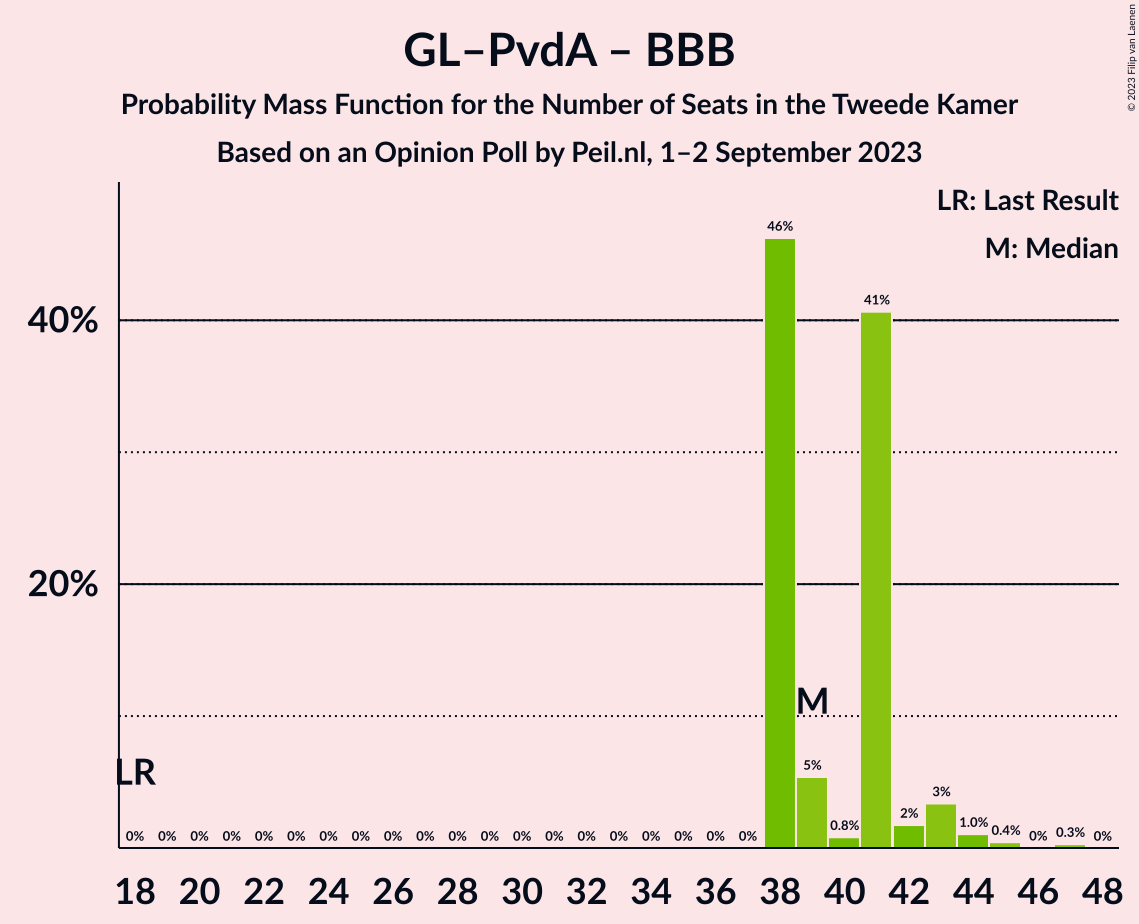 GL–PvdA – BBB
Probability Mass Function for the Number of Seats in the Tweede Kamer
Based on an Opinion Poll by Peil.nl, 1–2 September 2023
© 2023 Filip van Laenen
LR: Last Result
M: Median
46%
41%
40%
20%
M
LR
5%
3%
2%
0% 0% 0% 0% 0% 0% 0% 0% 0% 0% 0% 0% 0% 0% 0% 0% 0% 0% 0% 0% 0.8% 1.0% 0.4% 0% 0.3% 0%
18 20 22 24 26 28 30 32 34 36 38 40 42 44 46 48